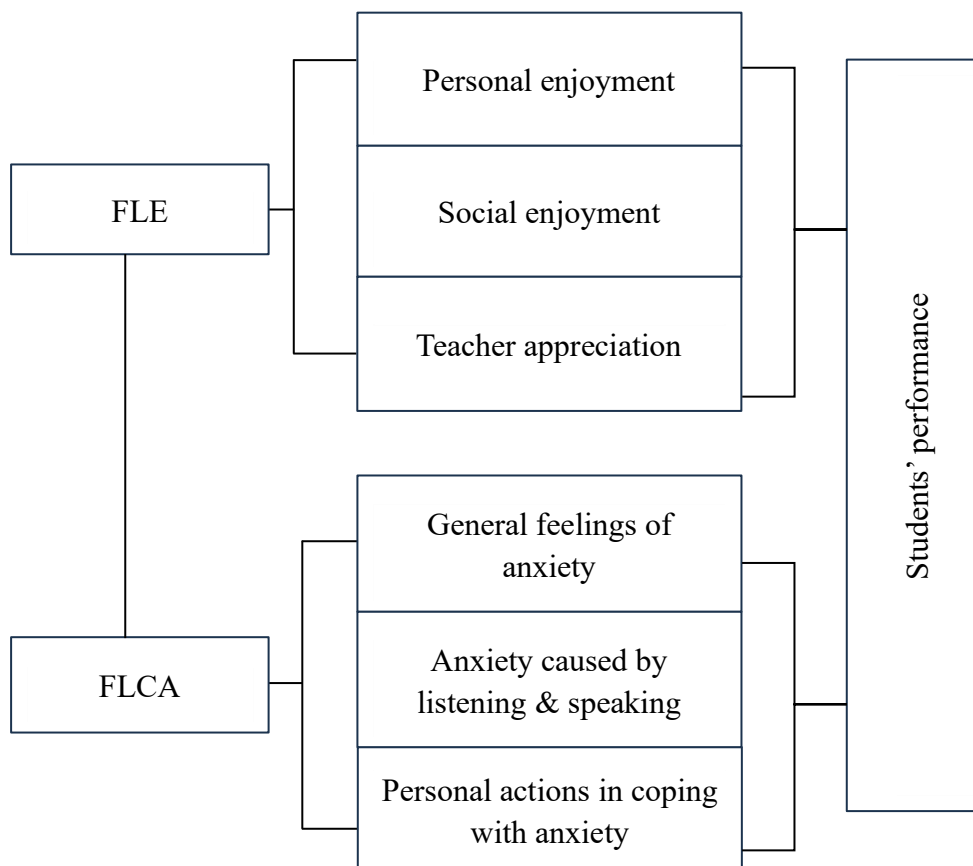 Personal enjoyment
FLE
Social enjoyment
Teacher appreciation
General feelings of
anxiety
FLCA
Anxiety caused by
listening & speaking
Personal actions in coping
with anxiety
Students’ performance